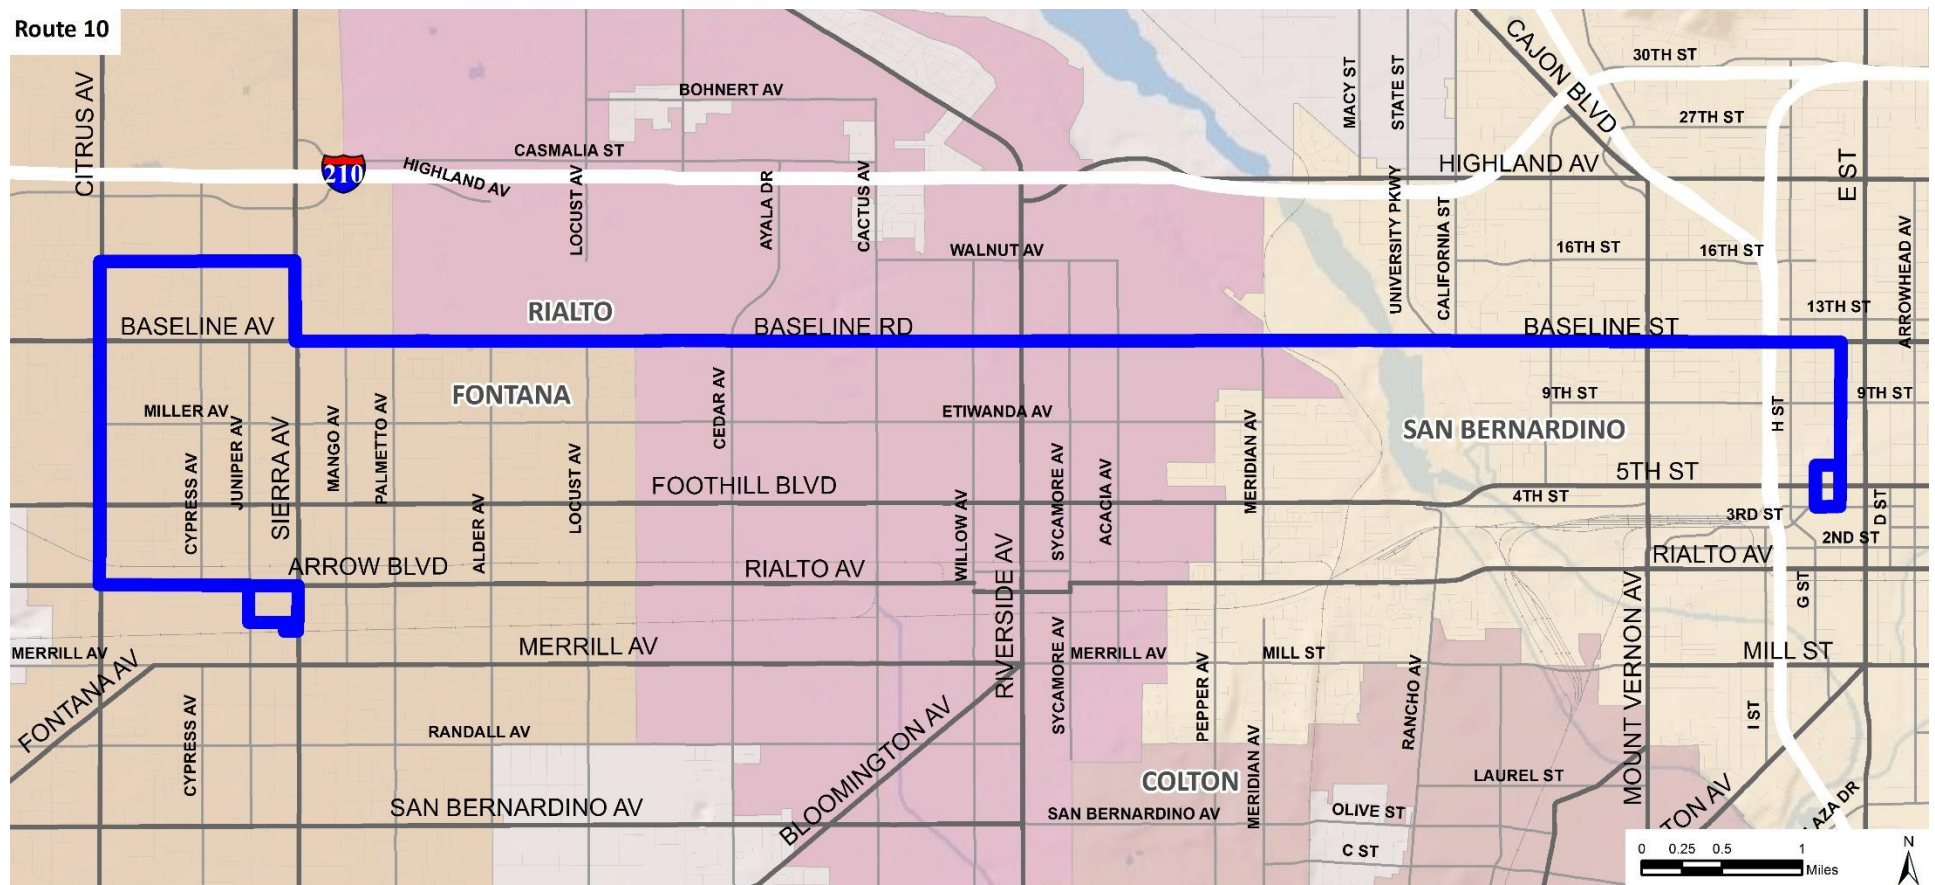 Route 10
CITRUS AV
BOHNERT AV
CASMALIA ST
210
HIGHLAND AV
LOCUST AV
AYALA DR
CACTUS AV
WALNUT AV
MACY ST
STATE ST
CAJON BLVD
30TH ST
27TH ST
HIGHLAND AV
UNIVERSITY PKWY
CALIFORNIA ST
16TH ST
16TH ST
E ST
ARROWHEAD AV
13TH ST
RIALTO
BASELINE AV
BASELINE RD
BASELINE ST
FONTANA
MILLER AV
CYPRESS AV
JUNIPER AV
SIERRA AV
MANGO AV
PALMETTO AV
ALDER AV
LOCUST AV
CEDAR AV
ETIWANDA AV
WILLOW AV
SYCAMORE AV
ACACIA AV
MERIDIAN AV
SAN BERNARDINO
9TH ST
H ST
9TH ST
FOOTHILL BLVD
5TH ST
4TH ST
3RD ST
D ST
2ND ST
ARROW BLVD
RIALTO AV
RIVERSIDE AV
RIALTO AV
MOUNT VERNON AV
G ST
MERRILL AV
FONTANA AV
MERRILL AV
SYCAMORE AV
MERRILL AV
PEPPER AV
MILL ST
RANCHO AV
MILL ST
I ST
CYPRESS AV
RANDALL AV
BLOOMINGTON AV
COLTON
MERIDIAN AV
LAUREL ST
SAN BERNARDINO AV
SAN BERNARDINO AV
OLIVE ST
C ST
TON AV
LAZA DR
0 0.25 0.5 1
Miles
N